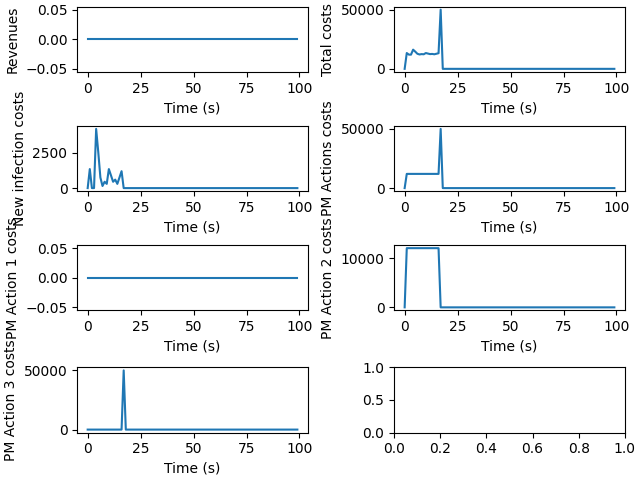 Revenues
0.05
0.00
−0.05
0 25 50 75 100
Time (s)
Total costs
50000
0
0 25 50 75 100
Time (s)
New infection costs
2500
0
0 25 50 75 100
Time (s)
PM Actions costs
50000
0
0 25 50 75 100
Time (s)
PM Action 1 costs
0.05
0.00
−0.05
0 25 50 75 100
Time (s)
PM Action 2 costs
10000
0
0 25 50 75 100
Time (s)
PM Action 3 costs
50000
0
0 25 50 75 100
Time (s)
1.0
0.5
0.0
0.0 0.2 0.4 0.6 0.8 1.0